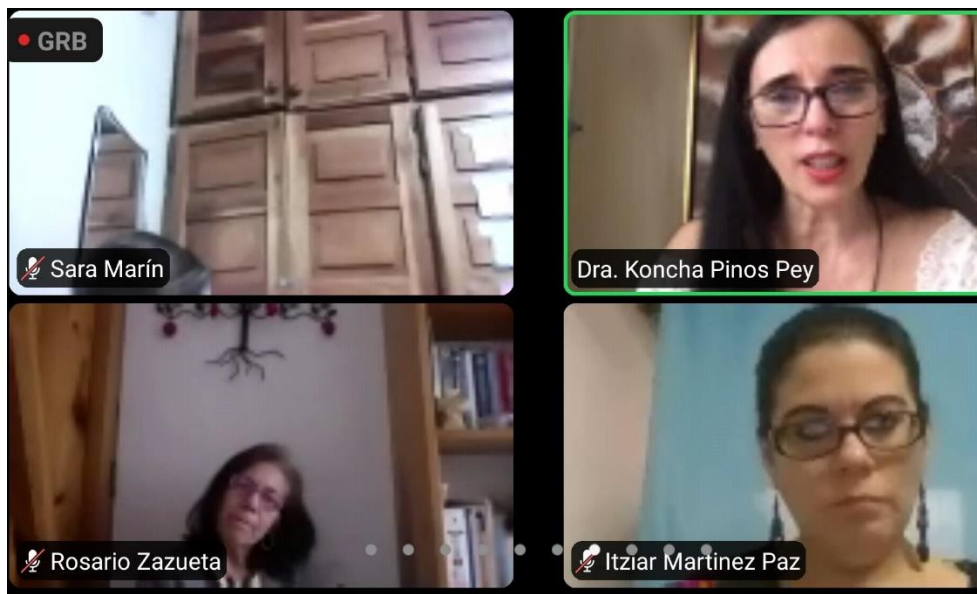 GRB
Sara Marín
Dra. Koncha Pinos Pey
Rosario Zazueta
Itziar Martinez Paz